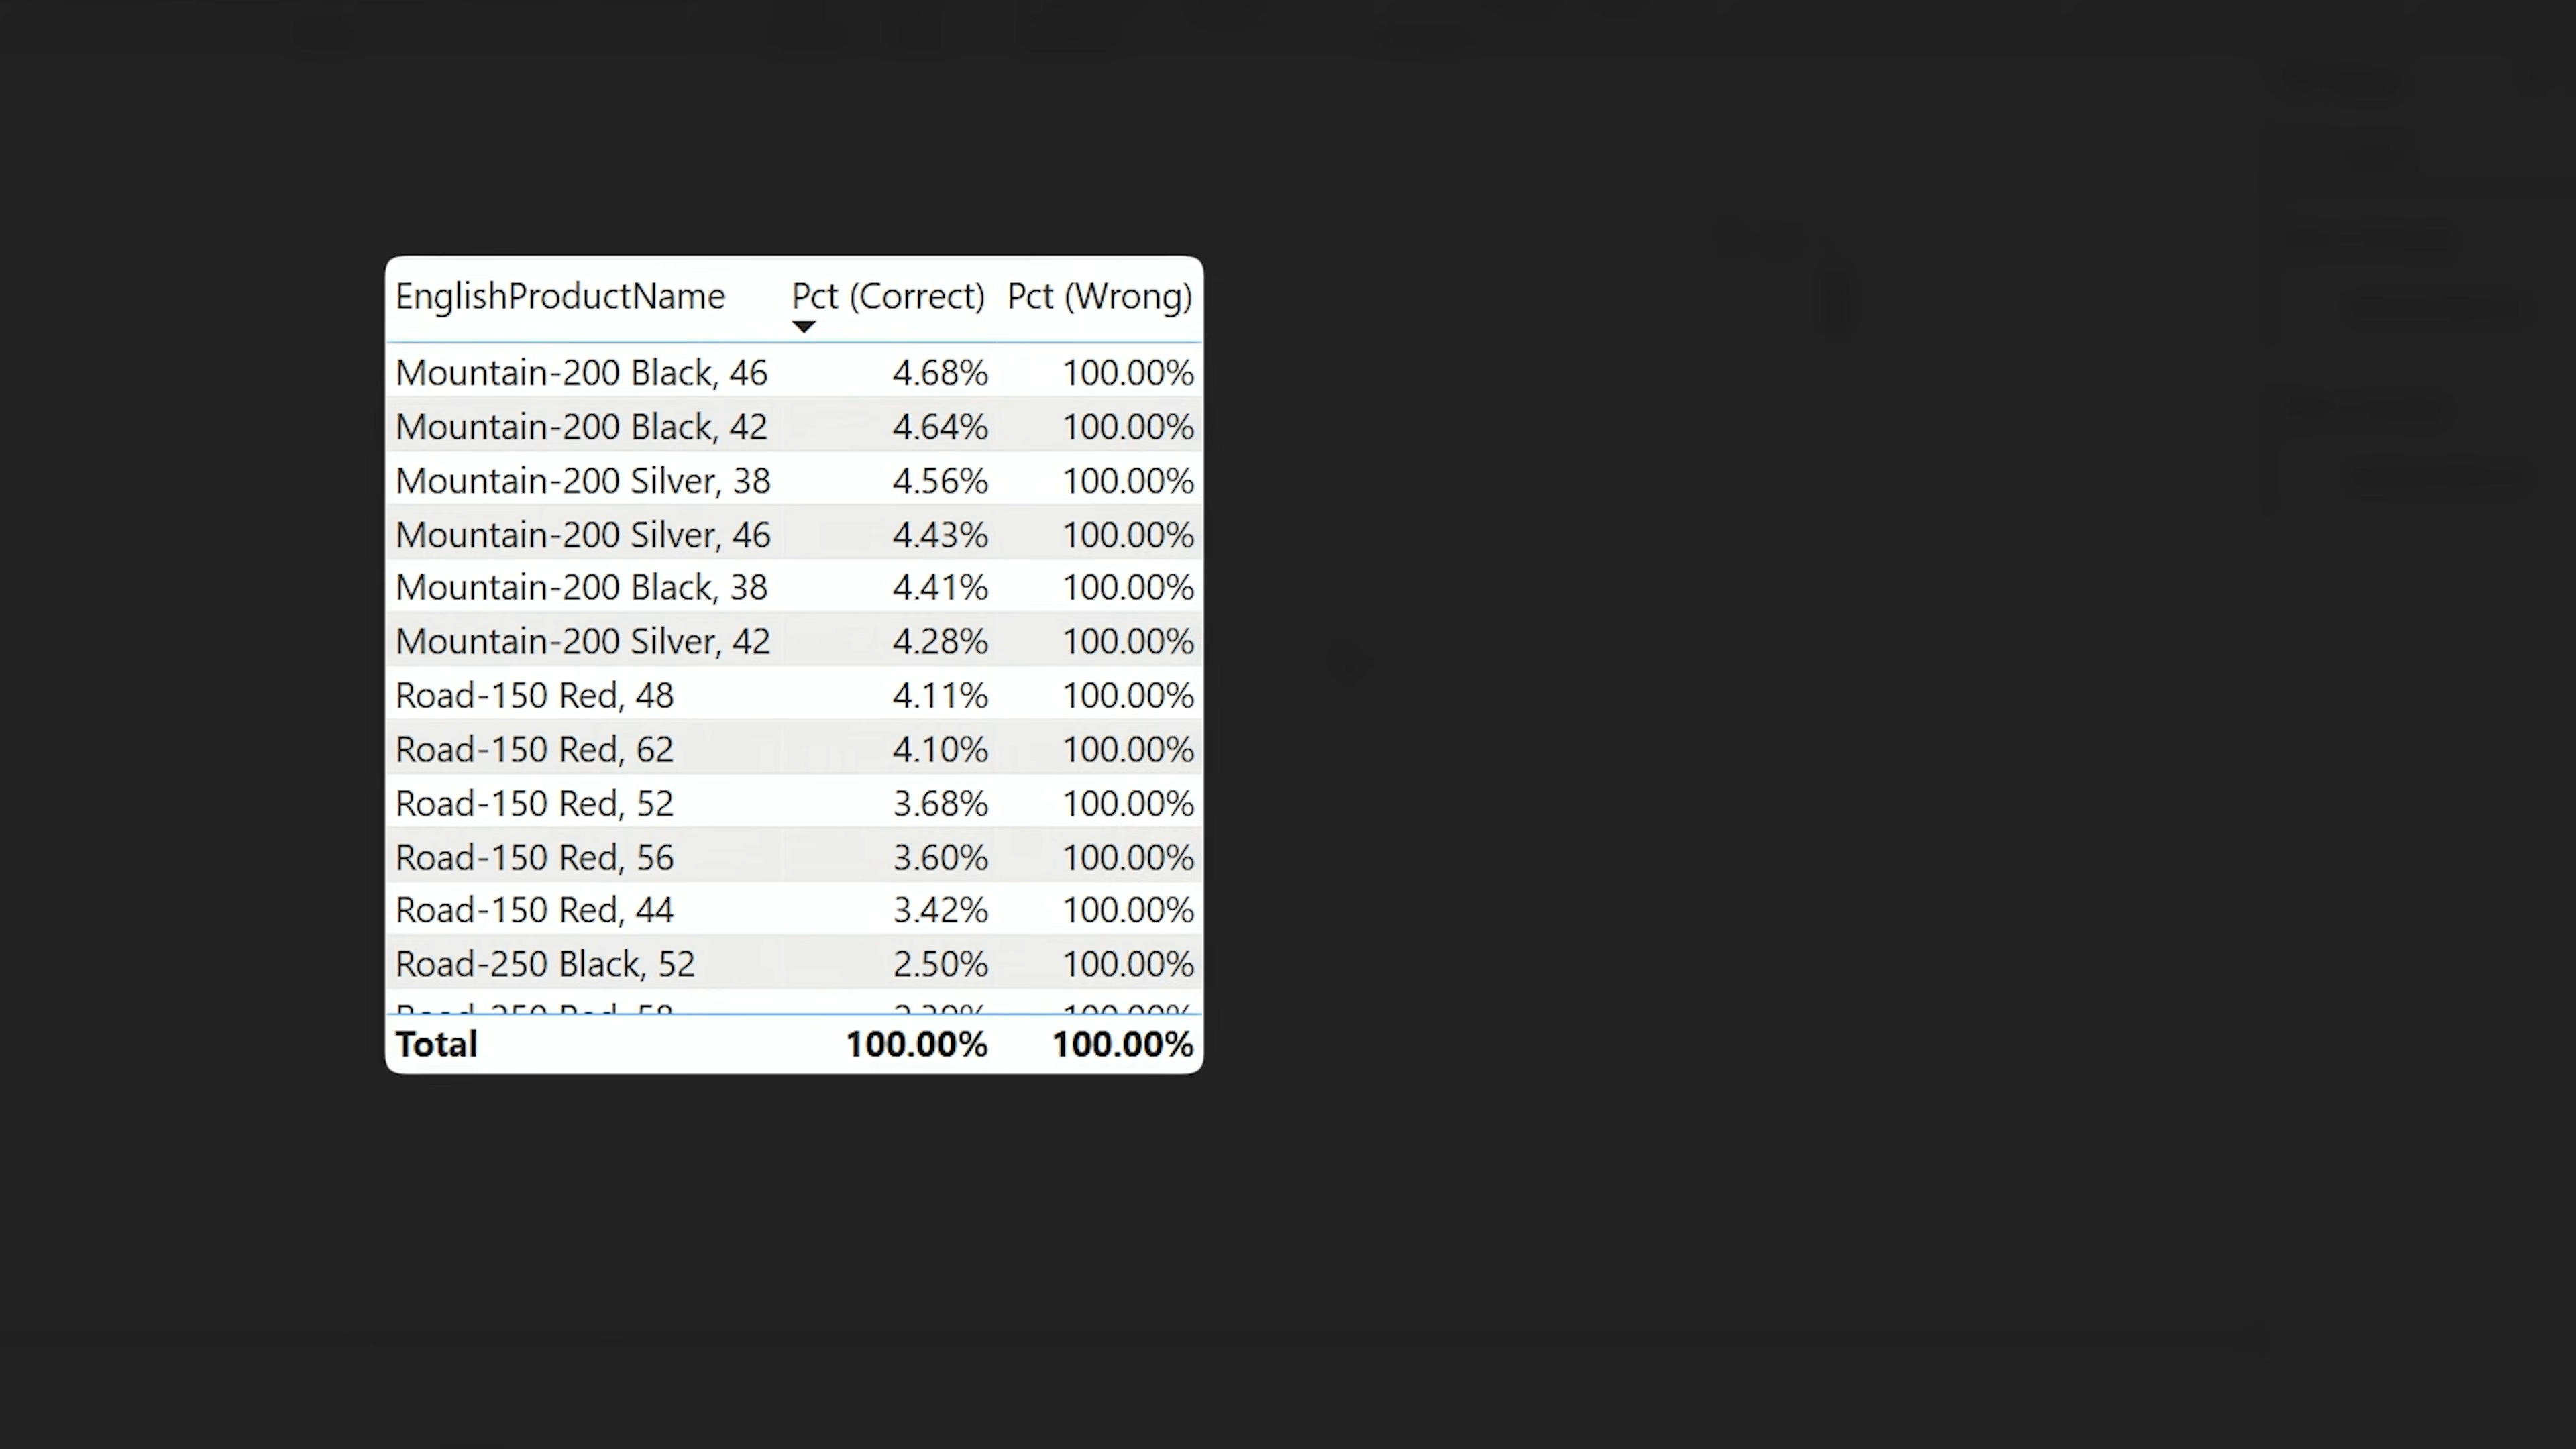 EnglishProductName Pct (Correct) Pct (Wrong)
Mountain-200 Black, 46 4.68% 100.00%
Mountain-200 Black, 42 4.64% 100.00%
Mountain-200 Silver, 38 4.56% 100.00%
Mountain-200 Silver, 46 4.43% 100.00%
Mountain-200 Black, 38 4.41% 100.00%
Mountain-200 Silver, 42 4.28% 100.00%
Road-150 Red, 48 4.11% 100.00%
Road-150 Red, 62 4.10% 100.00%
Road-150 Red, 52 3.68% 100.00%
Road-150 Red, 56 3.60% 100.00%
Road-150 Red, 44 3.42% 100.00%
Road-250 Black, 52 2.50% 100.00%
Total 100.00% 100.00%